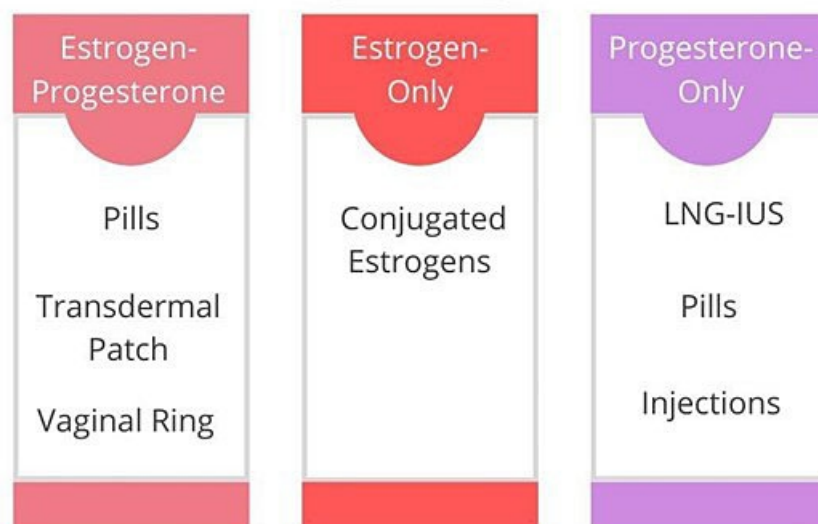 Estrogen-
Progesterone
Pills
Transdermal
Patch
Vaginal Ring
Estrogen-
Only
Conjugated
Estrogens
Progesterone-
Only
LNG-IUS
Pills
Injections